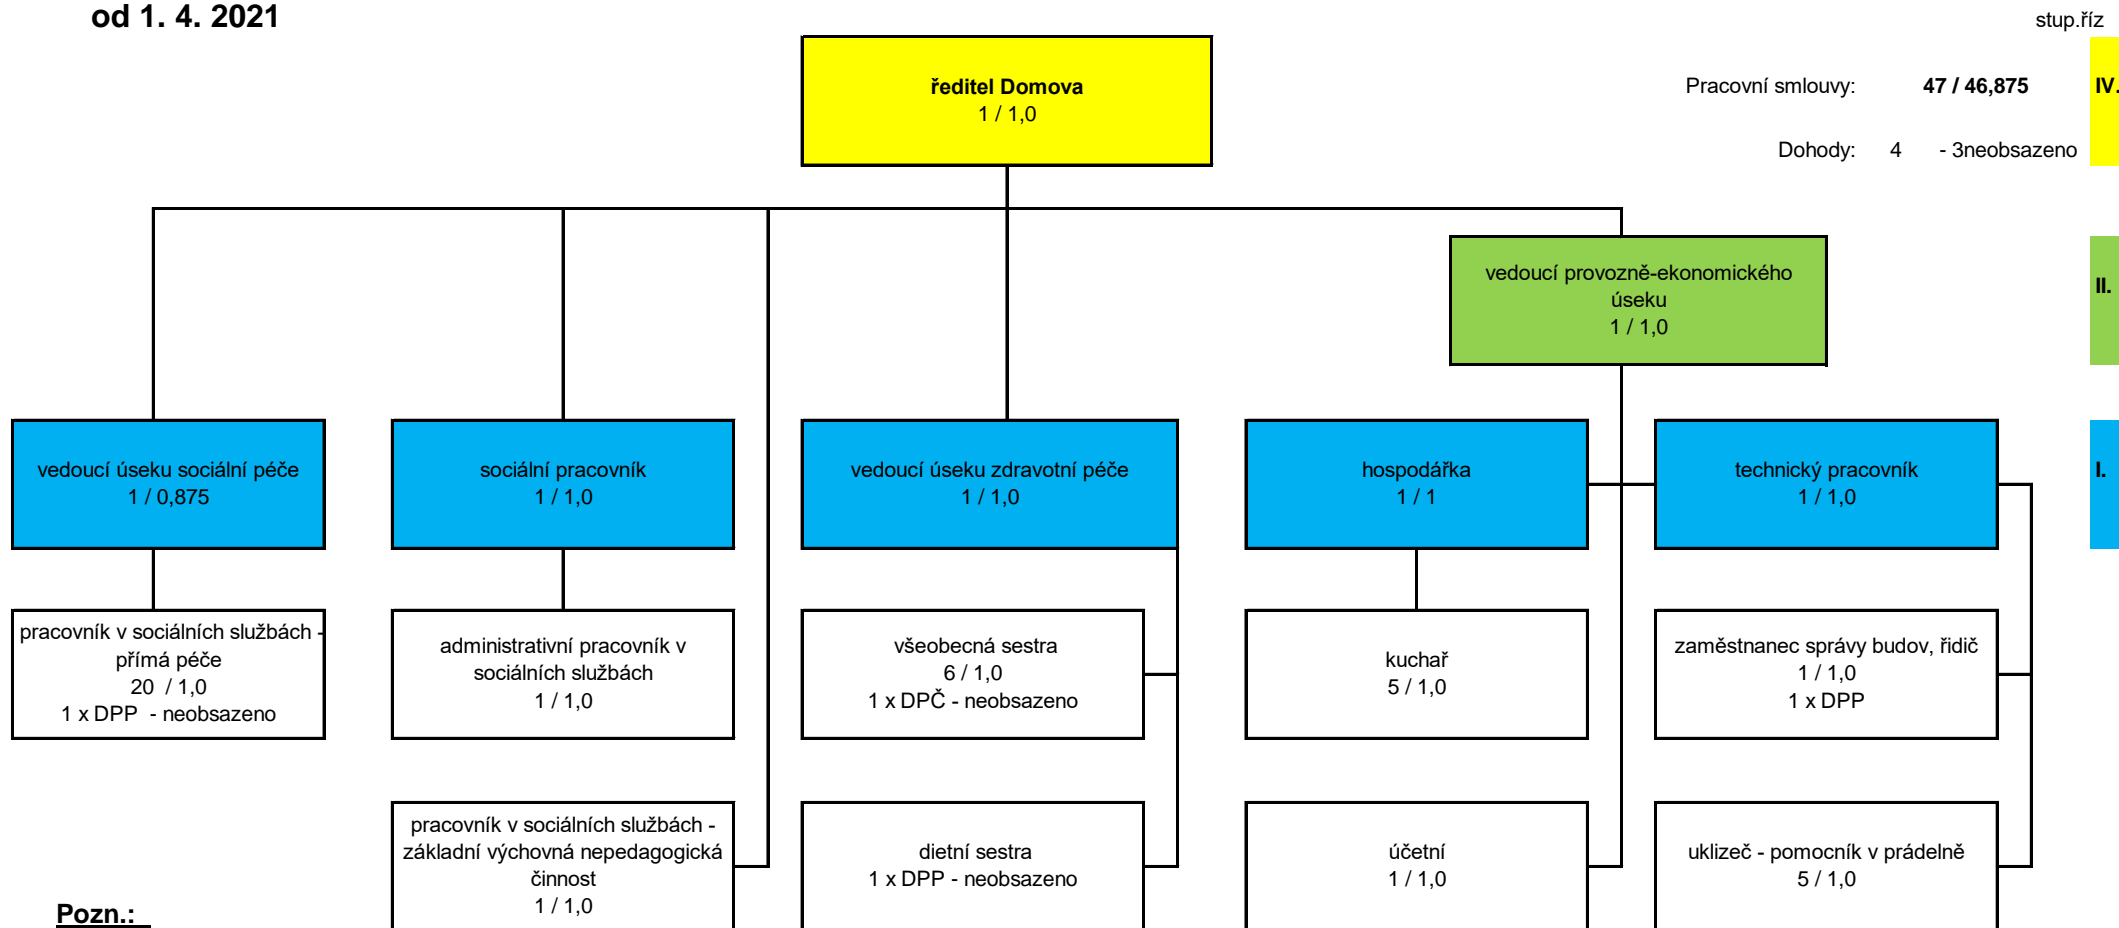 od 1. 4. 2021
stup.říz
ředitel Domova
1 / 1,0
Pracovní smlouvy: 47 / 46,875
IV.
Dohody: 4 - 3neobsazeno
vedoucí provozně-ekonomického
úseku
1 / 1,0
II.
vedoucí úseku sociální péče
1 / 0,875
sociální pracovník
1 / 1,0
vedoucí úseku zdravotní péče
1 / 1,0
hospodářka
1 / 1
technický pracovník
1 / 1,0
I.
pracovník v sociálních službách -
přímá péče
20 / 1,0
1 x DPP - neobsazeno
administrativní pracovník v
sociálních službách
1 / 1,0
všeobecná sestra
6 / 1,0
1 x DPČ - neobsazeno
kuchař
5 / 1,0
zaměstnanec správy budov, řidič
1 / 1,0
1 x DPP
pracovník v sociálních službách -
základní výchovná nepedagogická
činnost
1 / 1,0
dietní sestra
1 x DPP - neobsazeno
účetní
1 / 1,0
uklizeč - pomocník v prádelně
5 / 1,0
Pozn.: